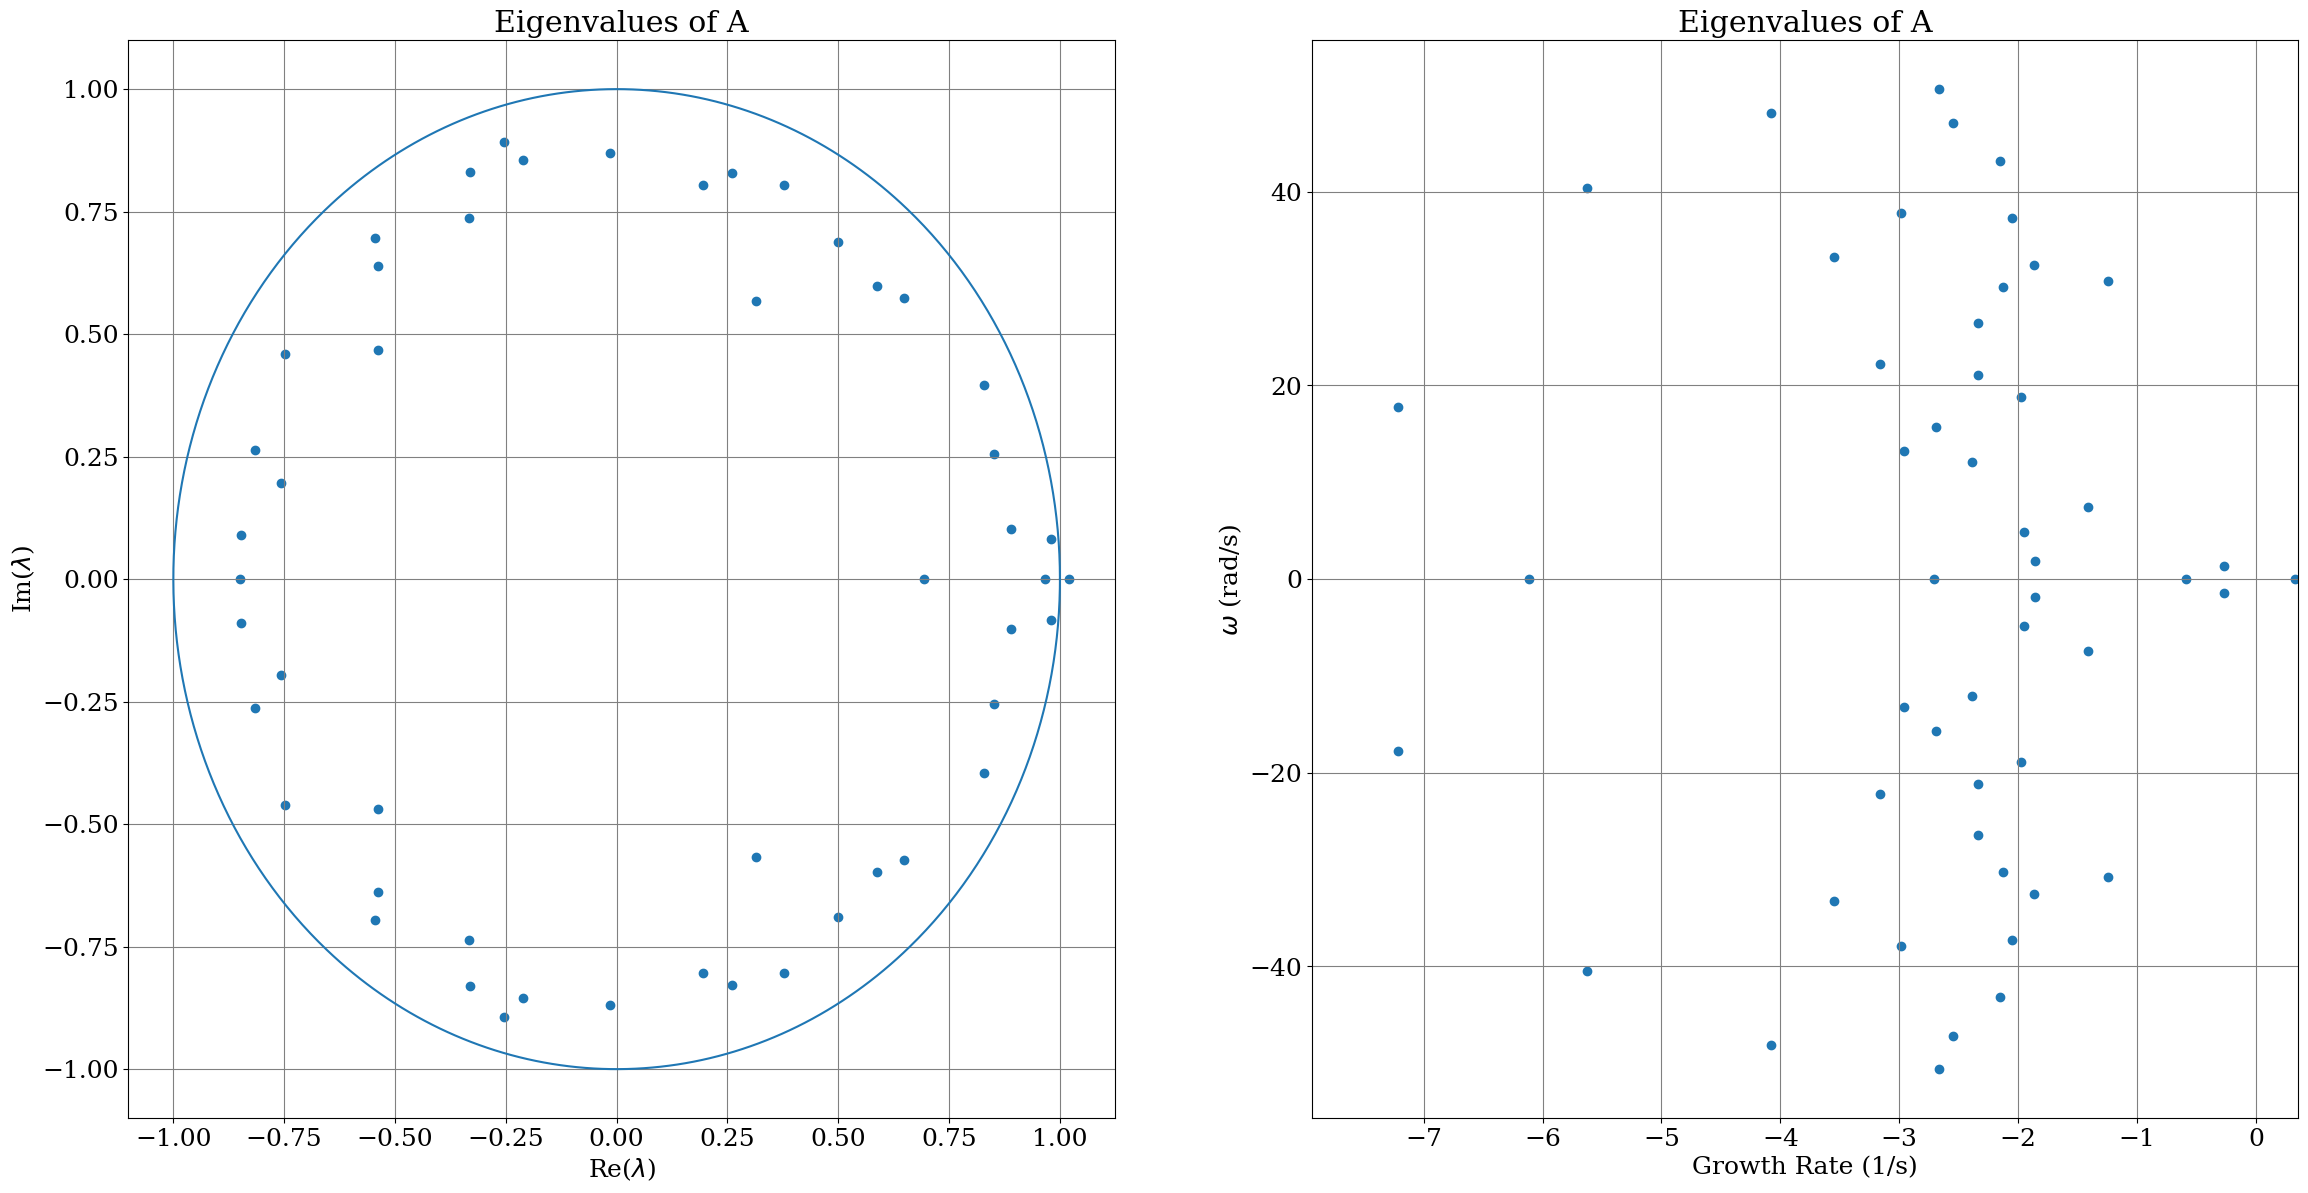 Eigenvalues of A
1.00
0.75
0.50
0.25
0.00
−0.25
−0.50
−0.75
−1.00
Im(λ)
−1.00 −0.75 −0.50 −0.25 0.00 0.25 0.50 0.75 1.00
Re(λ)
Eigenvalues of A
40
20
0
−20
−40
ω (rad/s)
−7 −6 −5 −4 −3 −2 −1 0
Growth Rate (1/s)